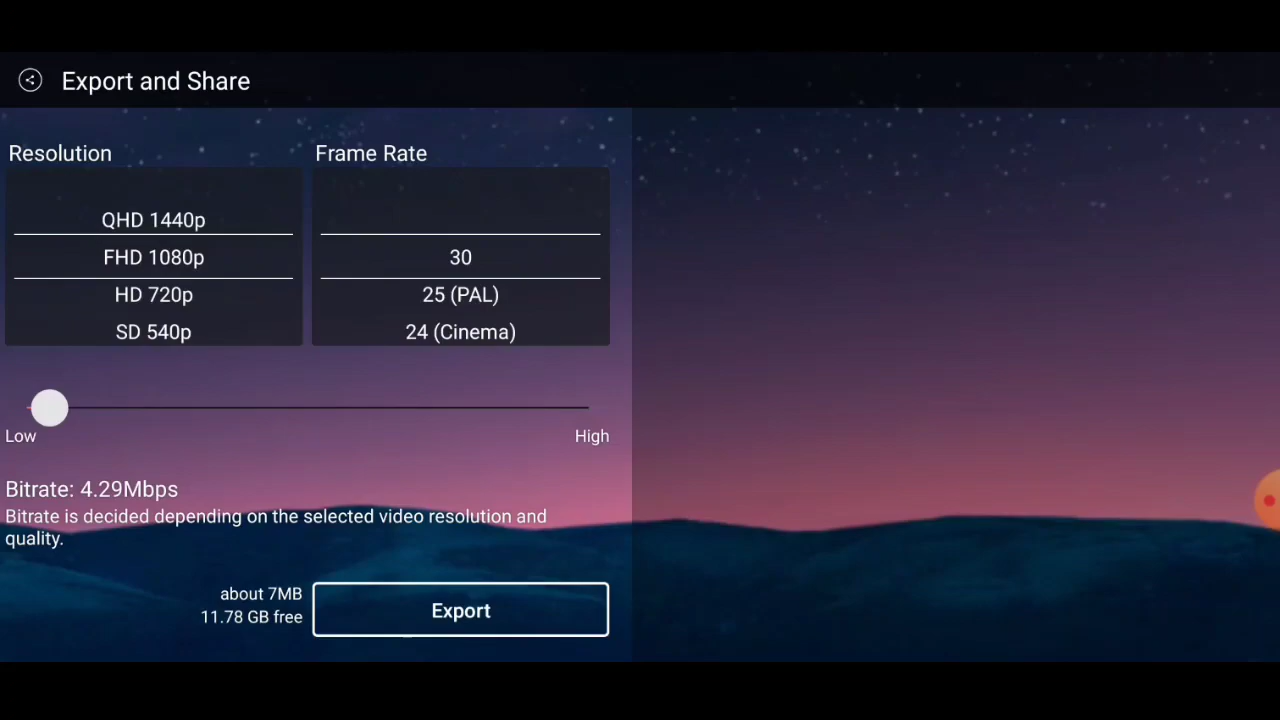 Export and Share
Resolution
Frame Rate
QHD 1440p
FHD 1080p
HD 720p
SD 540p
30
25 (PAL)
24 (Cinema)
Low
High
Bitrate: 4.29Mbps
Bitrate is decided depending on the selected video resolution and
quality.
about 7MB
11.78 GB free
Export